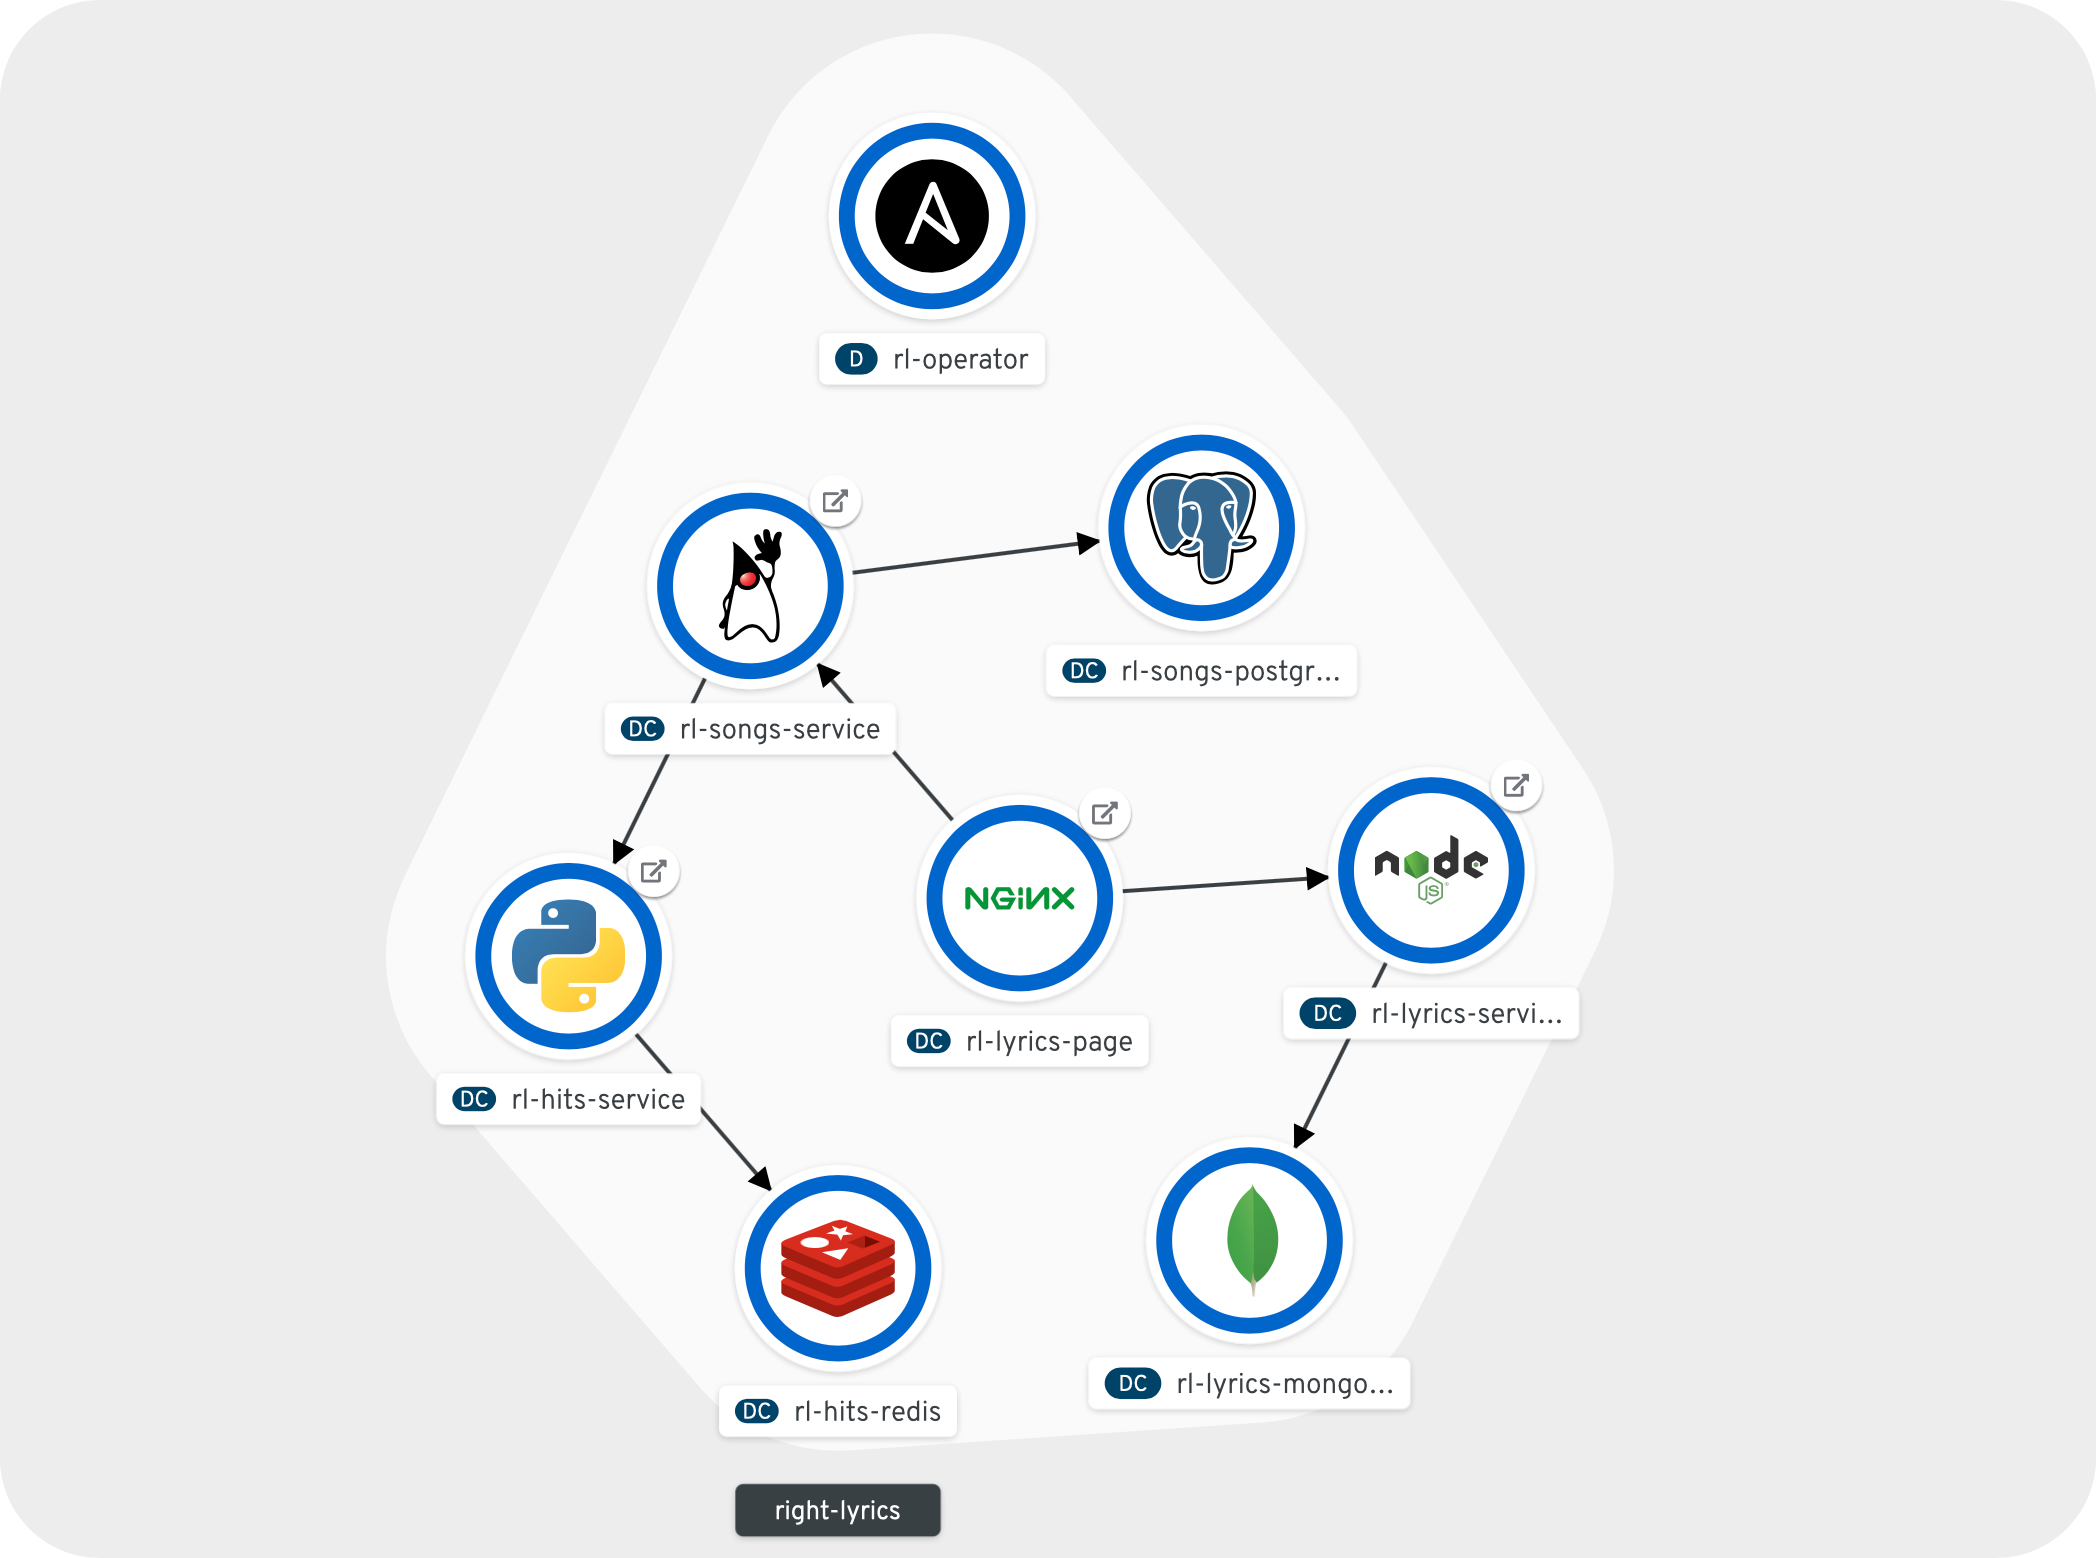 D rl-operator
DC rl-songs-postgr...
DC rl-songs-service
NGINX
node
JS
DC rl-lyrics-servi...
DC rl-lyrics-page
DC rl-hits-service
DC rl-lyrics-mongo...
DC rl-hits-redis
right-lyrics